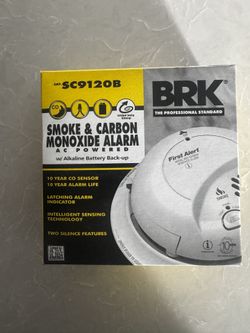 SC9120B
BRK
THE PROFESSIONAL STANDARD
SMOKE & CARBON
MONOXIDE ALARM
AC POWERED
w/ Alkaline Battery Back-up
10 YEAR CO SENSOR
10 YEAR ALARM LIFE
LATCHING ALARM
INDICATOR
INTELLIGENT SENSING
TECHNOLOGY
TWO SILENCE FEATURES
First Alert